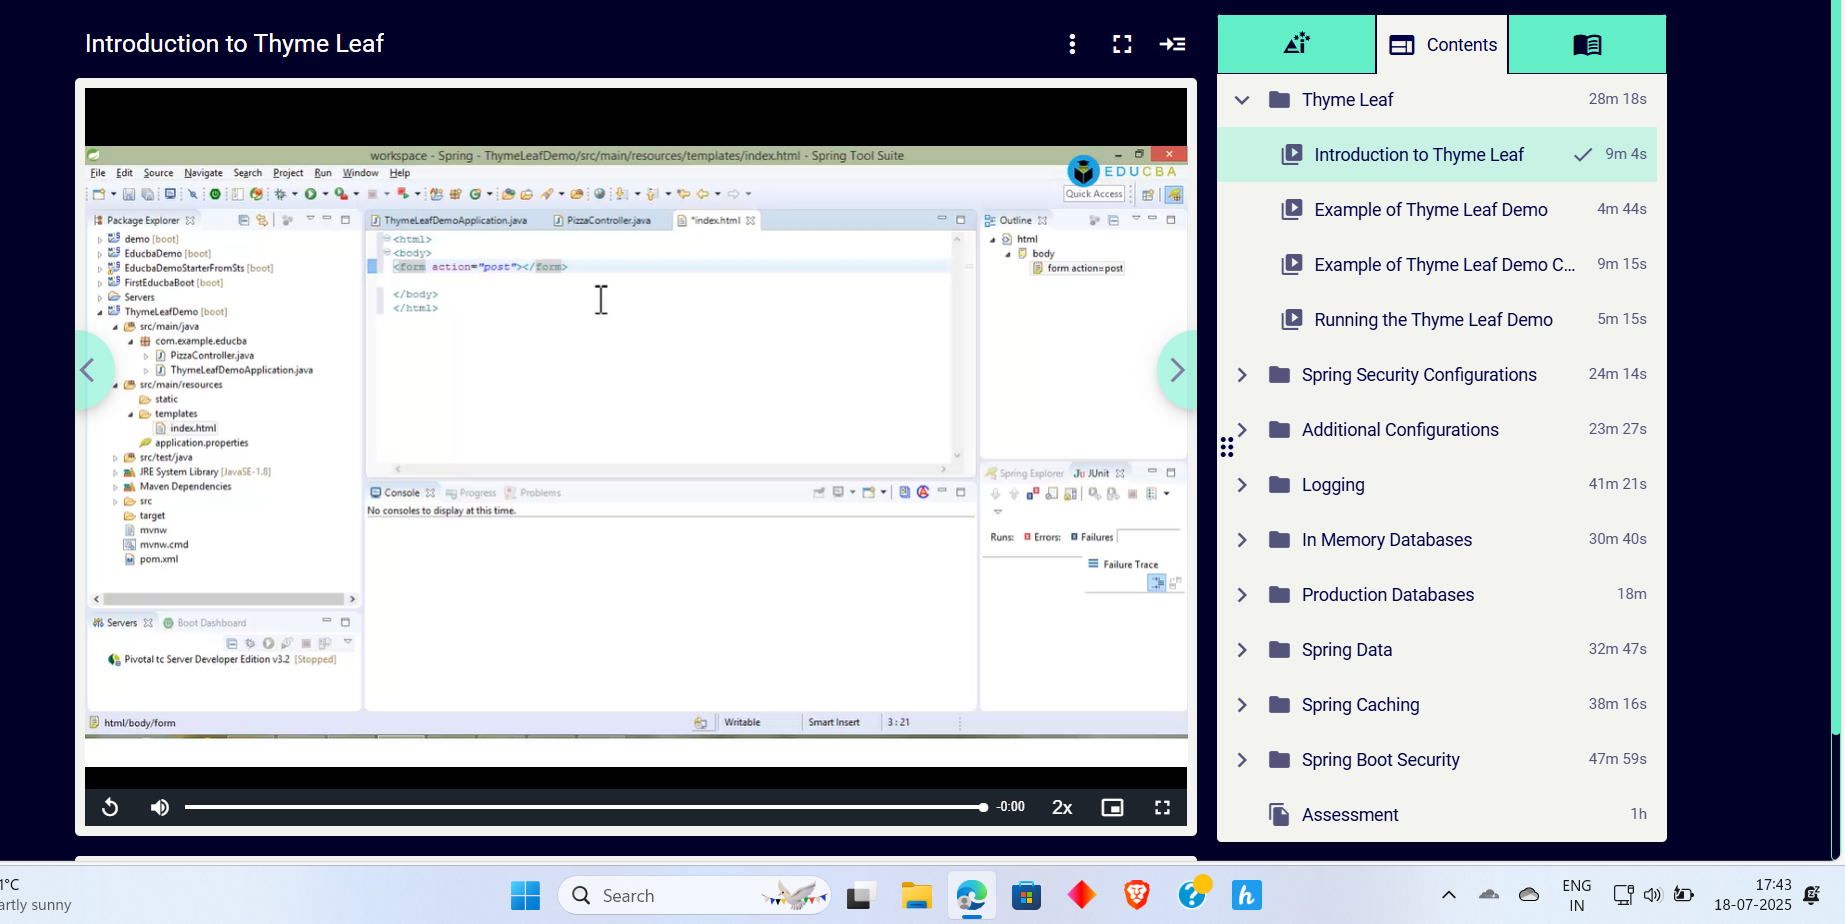 Introduction to Thyme Leaf
Contents
Thyme Leaf 28m 18s
Introduction to Thyme Leaf 9m 4s
Example of Thyme Leaf Demo 4m 44s
Example of Thyme Leaf Demo C... 9m 15s
Running the Thyme Leaf Demo 5m 15s
Spring Security Configurations 24m 14s
Additional Configurations 23m 27s
Logging 41m 21s
In Memory Databases 30m 40s
Production Databases 18m
Spring Data 32m 47s
Spring Caching 38m 16s
Spring Boot Security 47m 59s
Assessment 1h
workspace - Spring - ThymeLeafDemo/src/main/resources/templates/index.html - Spring Tool Suite
File Edit Source Navigate Search Project Run Window Help
EDUCBA
Quick Access
Package Explorer
demo [boot]
EducbaDemo [boot]
EducbaDemoStarterFromSts [boot]
FirstEducbaBoot [boot]
Servers
ThymeLeafDemo [boot]
src/main/java
com.example.educba
PizzaController.java
ThymeLeafDemoApplication.java
src/main/resources
static
templates
index.html
application.properties
src/test/java
JRE System Library [JavaSE-1.8]
Maven Dependencies
src
target
mvnw
mvnw.cmd
pom.xml
ThymeLeafDemoApplication.java PizzaController.java *index.html
<html>
<body>
<form action="post"></form>
</body>
</html>
Outline
html
body
form action=post
Console Progress Problems
No consoles to display at this time.
Spring Explorer Ju JUnit
Runs: Errors: Failures
Failure Trace
Servers Boot Dashboard
Pivotal tc Server Developer Edition v3.2 [Stopped]
html/body/form Writable Smart Insert 3 : 21
-0:00 2x
1°C
artly sunny
Search
ENG
IN
17:43
18-07-2025